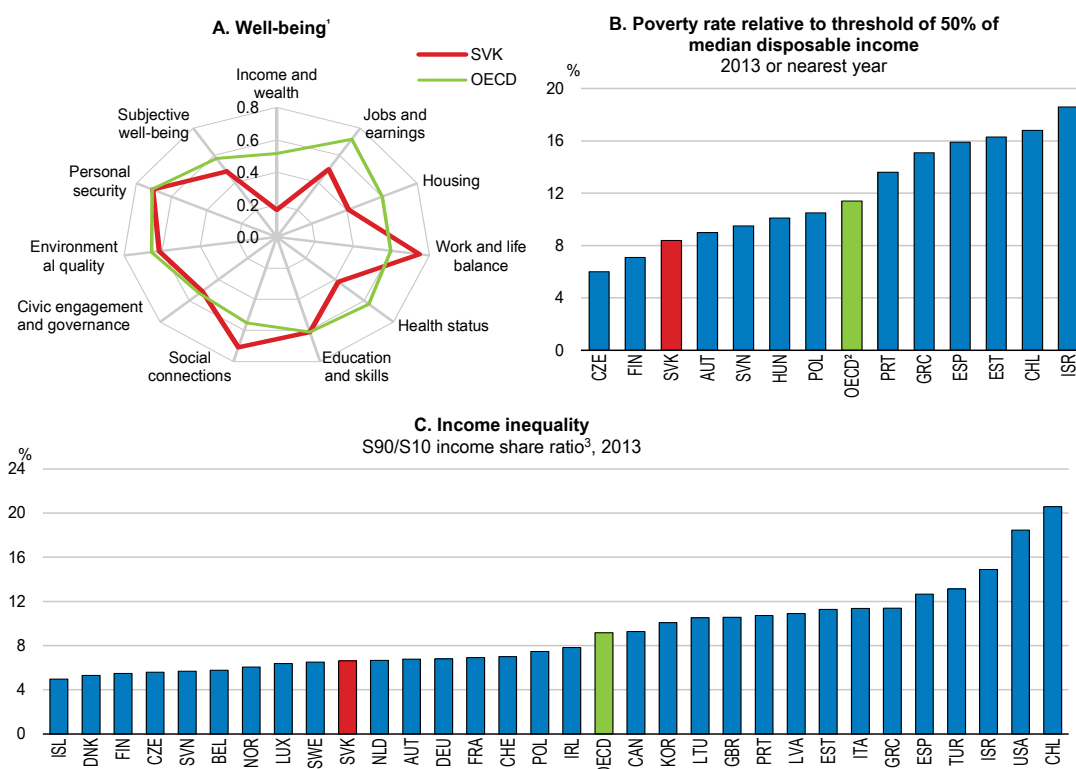 A. Well-being¹
SVK
OECD
Income and
wealth
Jobs and
earnings
Housing
Work and life
balance
Health status
Education
and skills
Social
connections
Civic engagement
and governance
Environment
al quality
Personal
security
Subjective
well-being
0.8
0.6
0.4
0.2
0.0
B. Poverty rate relative to threshold of 50% of
median disposable income
2013 or nearest year
%
20
16
12
8
4
0
CZE
FIN
SVK
AUT
SVN
HUN
POL
OECD²
PRT
GRC
ESP
EST
CHL
ISR
C. Income inequality
S90/S10 income share ratio³, 2013
%
24
20
16
12
8
4
0
ISL
DNK
FIN
CZE
SVN
BEL
NOR
LUX
SWE
SVK
NLD
AUT
DEU
FRA
CHE
POL
IRL
OECD
CAN
KOR
LTU
GBR
PRT
LVA
EST
ITA
GRC
ESP
TUR
ISR
USA
CHL